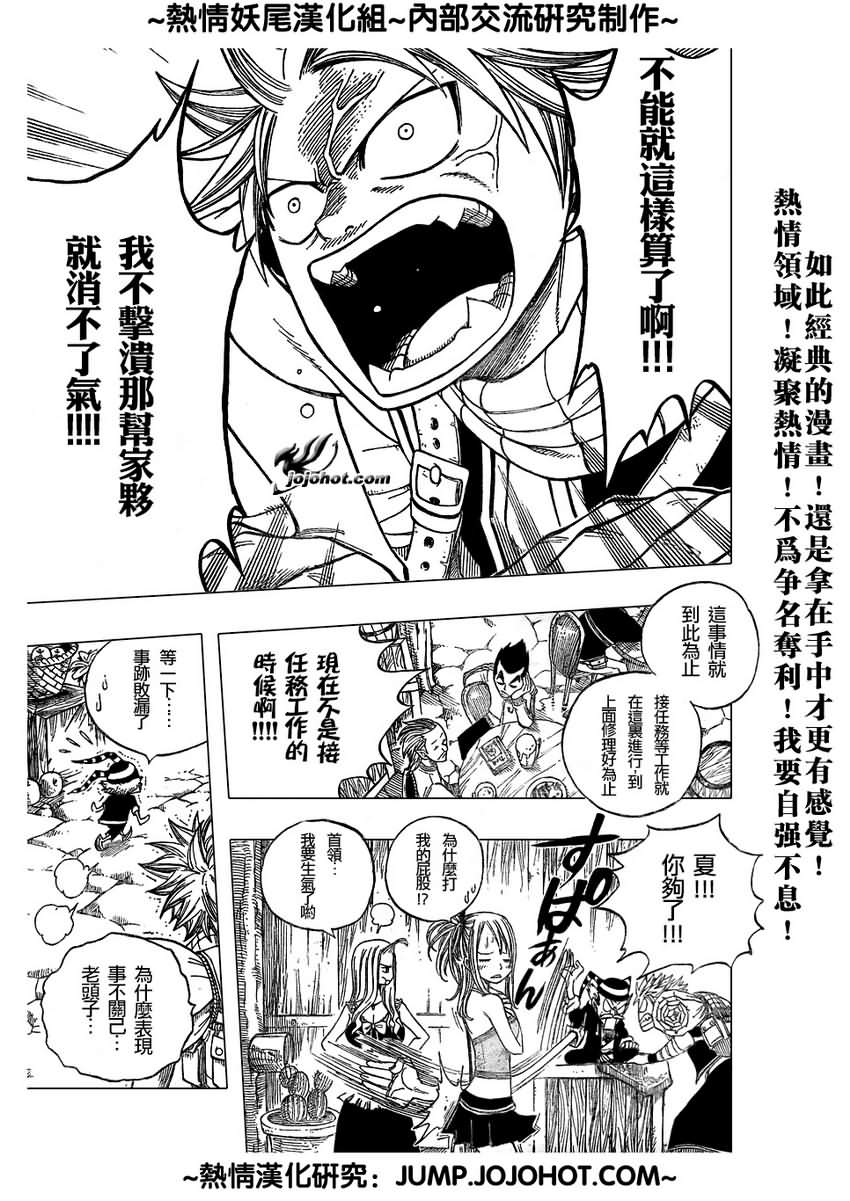 ~熱情妖尾漢化組~內部交流研究制作~
不能就這樣算了啊!!!
我不擊潰那幫家夥
就消不了氣!!!!
jojohot.com
如此經典的漫畫！還是拿在手中才更有感覺！
熱情領域！凝聚熱情！不爲争名奪利！我要自强不息！
這事情就
到此為止
接任務等工作就
在這裏進行,到
上面修理好為止
現在不是接
任務工作的
時候啊!!!!
等一下……
事跡敗漏了
夏!!!
你夠了!!!
すぱぁん
為什麼打
我的屁股!?
首領…
我要生氣了喲
為什麼表現
事不關己…
老頭子…
~熱情漢化研究：JUMP.JOJOHOT.COM~